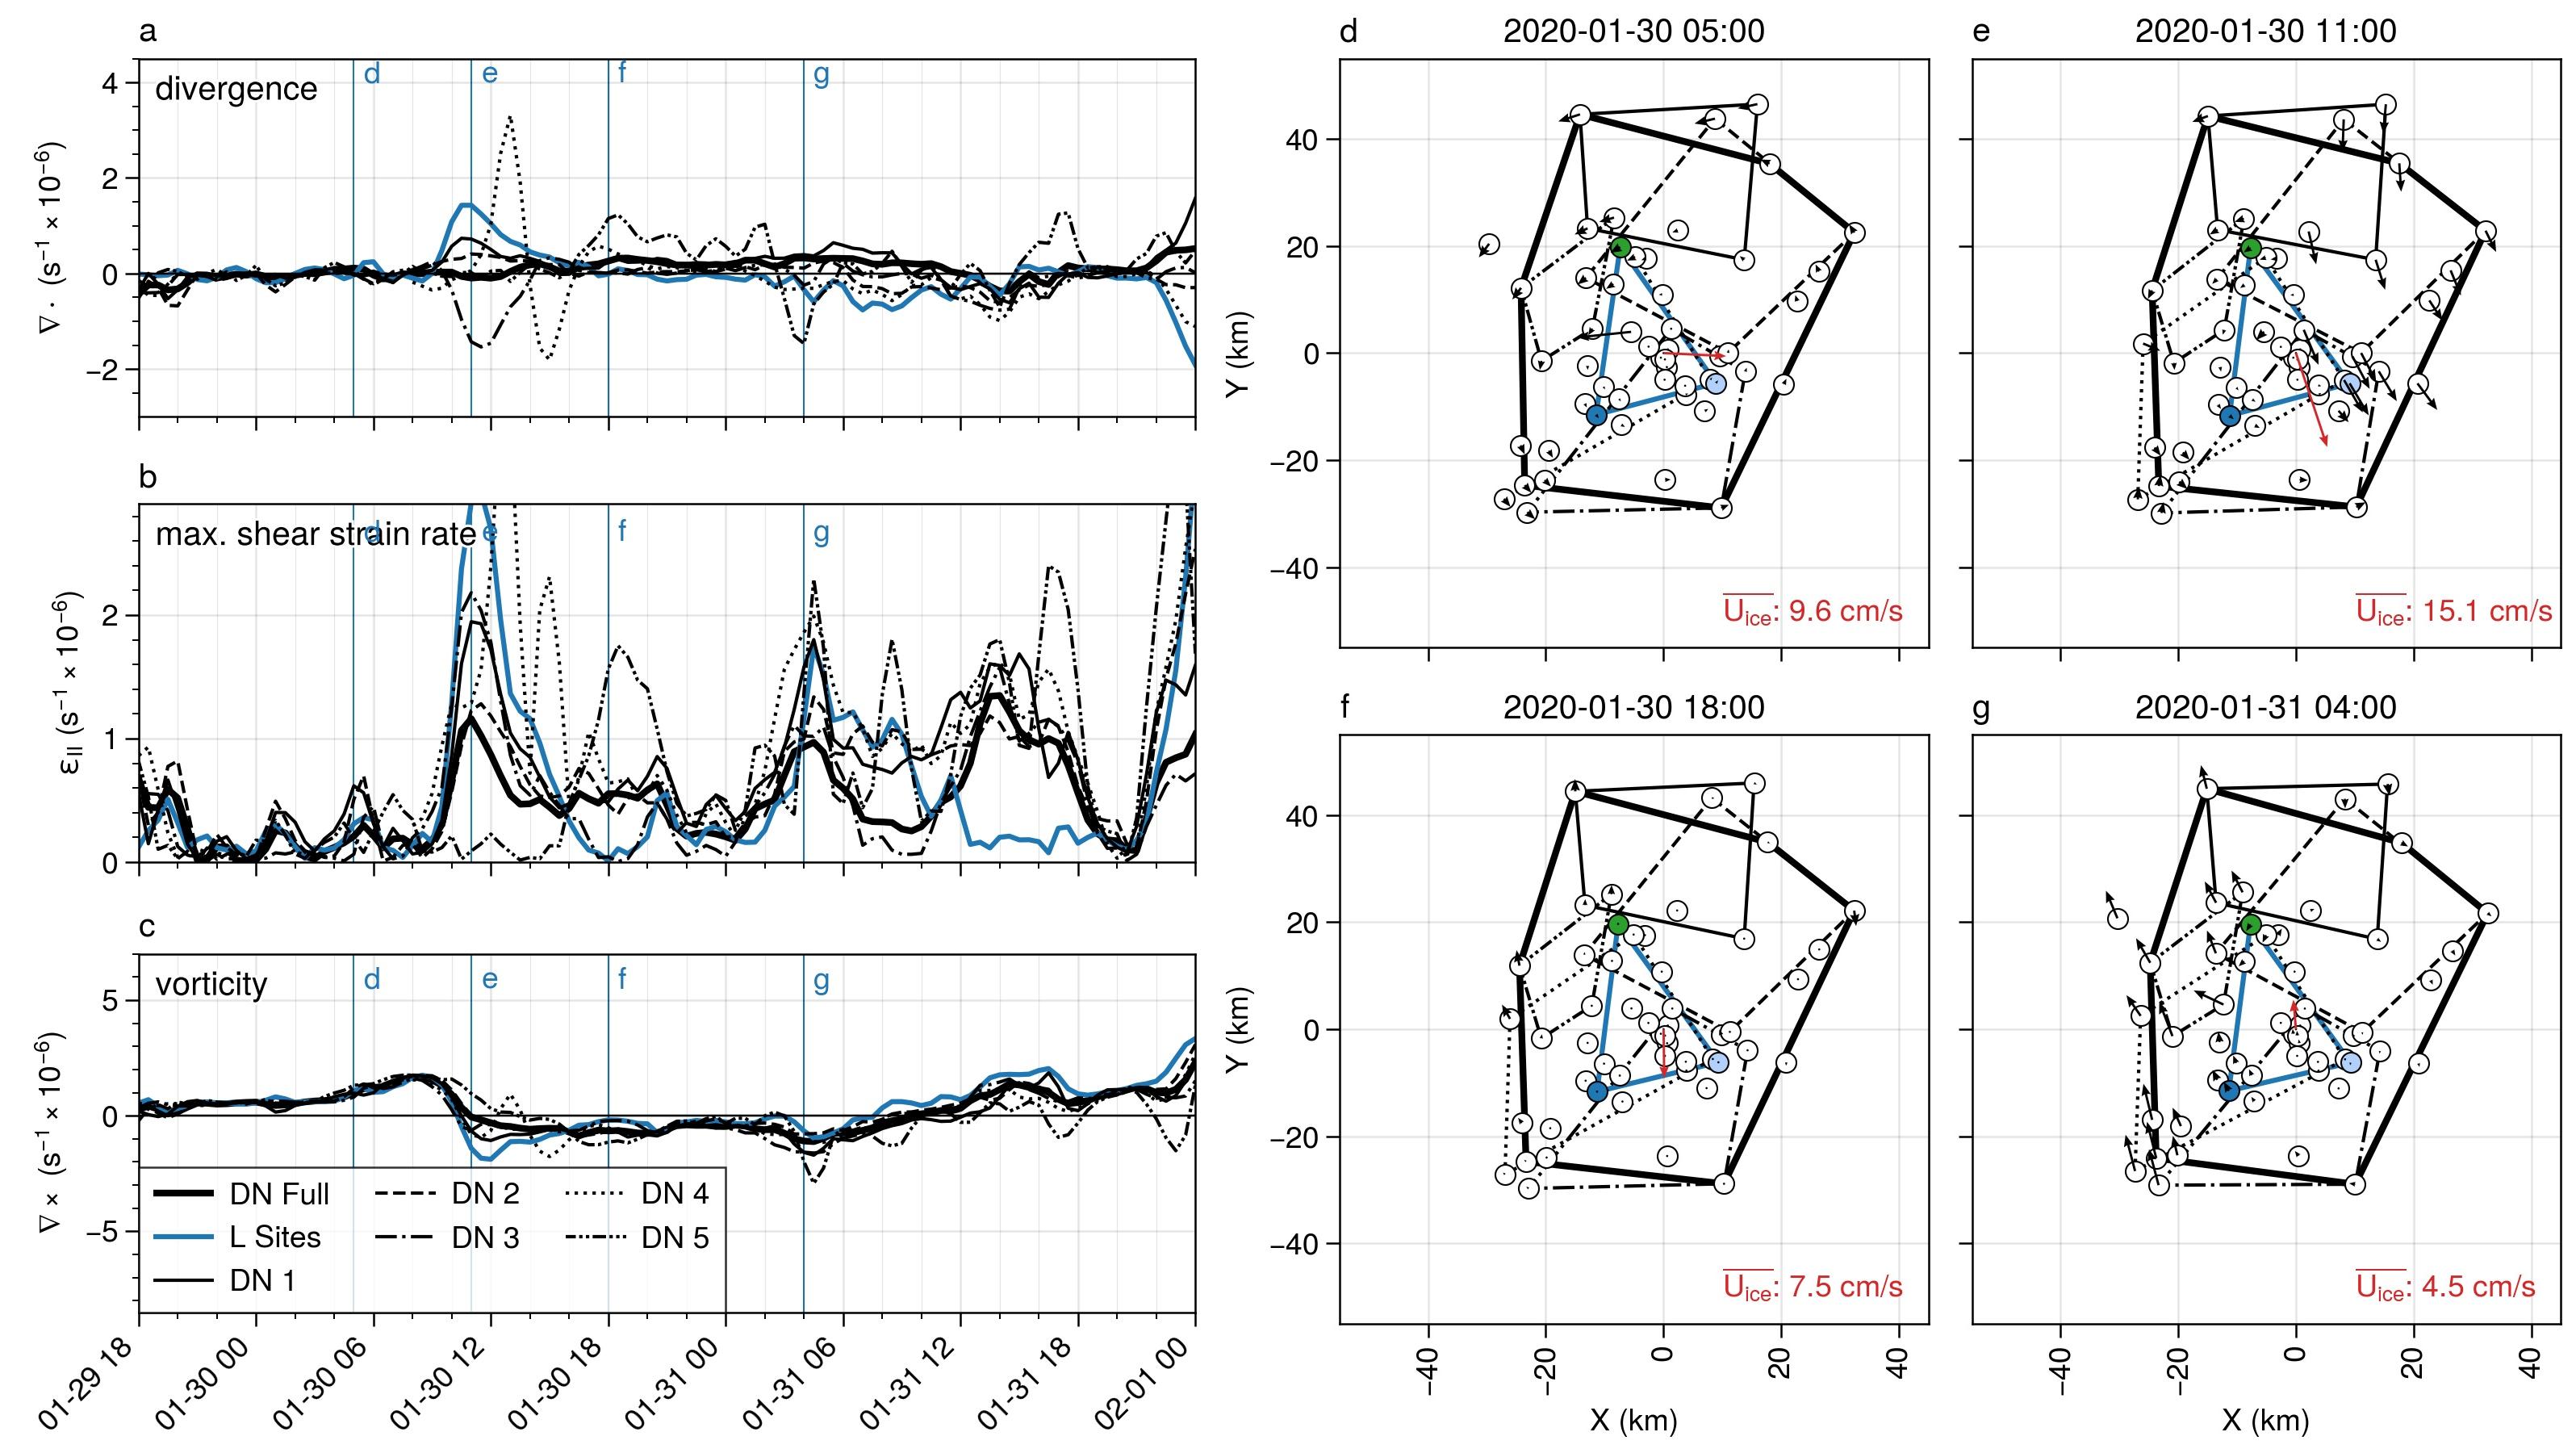 a
divergence
d
e
f
g
4
2
0
−2
∇ · (s⁻¹ × 10⁻⁶)
b
max. shear strain rate
d
e
f
g
2
1
0
ε_II (s⁻¹ × 10⁻⁶)
c
vorticity
d
e
f
g
5
0
−5
∇ × (s⁻¹ × 10⁻⁶)
DN Full
L Sites
DN 1
DN 2
DN 3
DN 4
DN 5
01-29 18
01-30 00
01-30 06
01-30 12
01-30 18
01-31 00
01-31 06
01-31 12
01-31 18
02-01 00
d
2020-01-30 05:00
40
20
0
−20
−40
Y (km)
U_ice: 9.6 cm/s
e
2020-01-30 11:00
U_ice: 15.1 cm/s
f
2020-01-30 18:00
40
20
0
−20
−40
Y (km)
U_ice: 7.5 cm/s
−40
−20
0
20
40
X (km)
g
2020-01-31 04:00
U_ice: 4.5 cm/s
−40
−20
0
20
40
X (km)